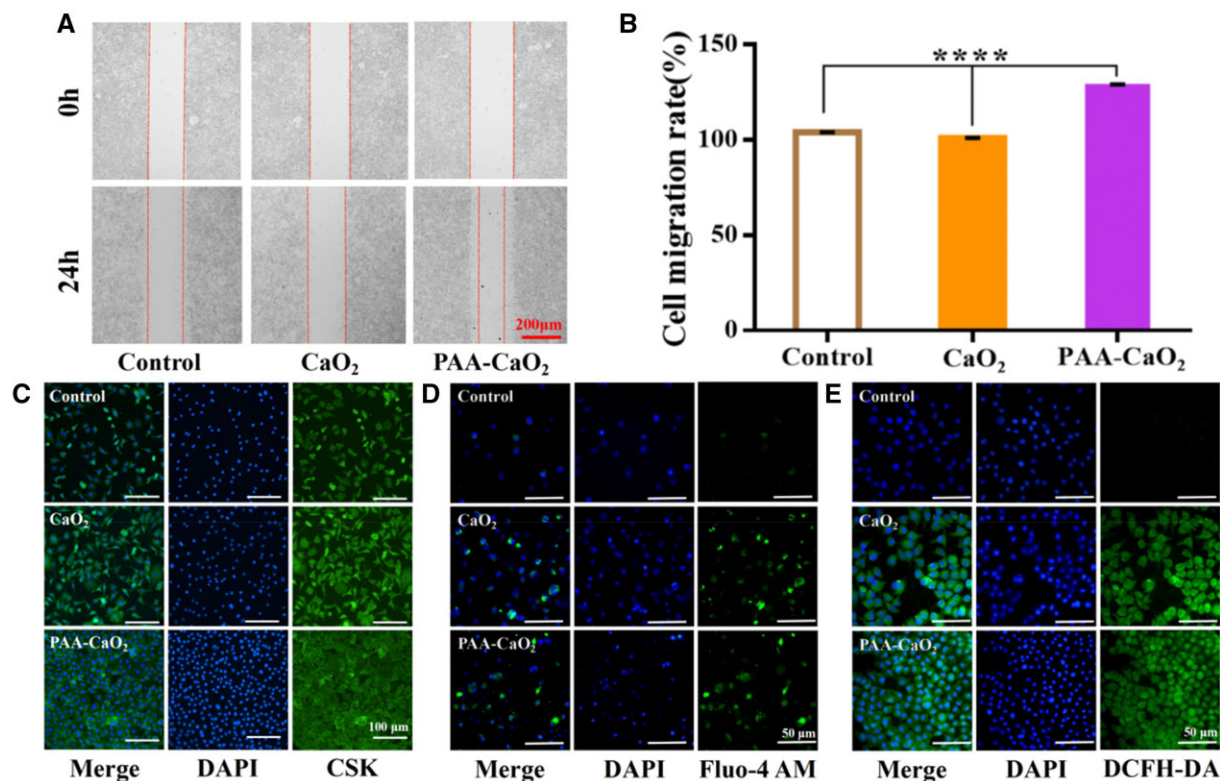 A
0h
24h
200μm
Control
CaO₂
PAA-CaO₂
B
Cell migration rate(%)
150
100
50
0
****
Control
CaO₂
PAA-CaO₂
C
Control
CaO₂
PAA-CaO₂
100 μm
Merge
DAPI
CSK
D
Control
CaO₂
PAA-CaO₂
50 μm
Merge
DAPI
Fluo-4 AM
E
Control
CaO₂
PAA-CaO₂
50 μm
Merge
DAPI
DCFH-DA